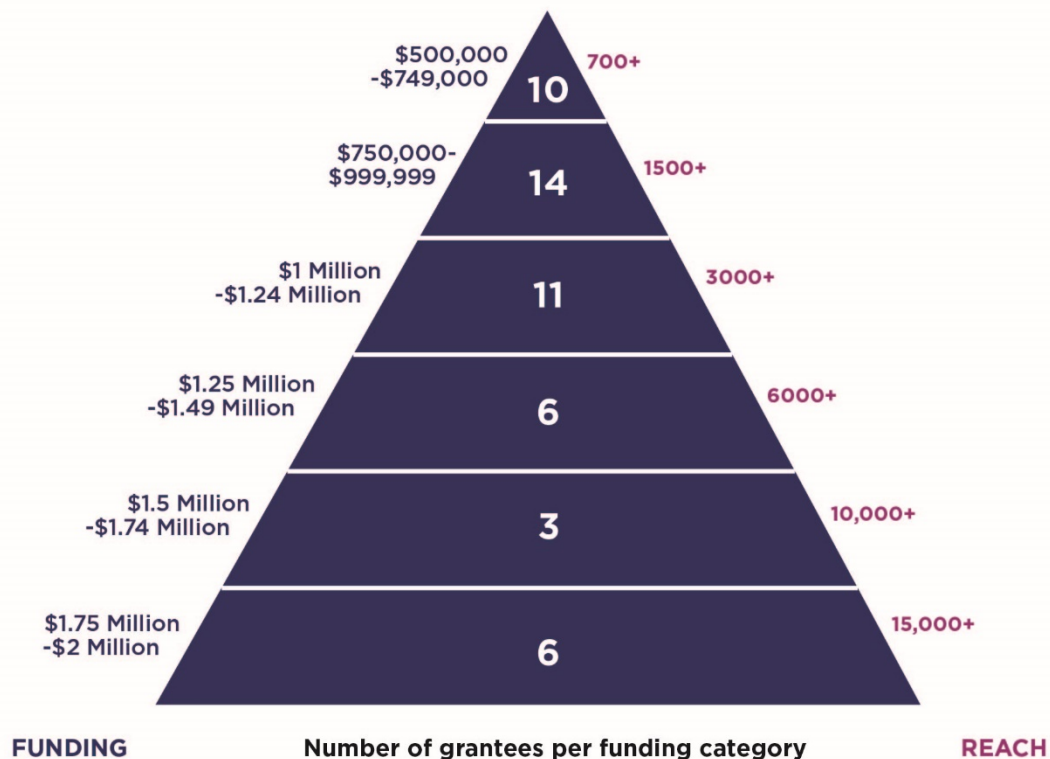 $500,000
-$749,000
10
700+
$750,000-
$999,999
14
1500+
$1 Million
-$1.24 Million
11
3000+
$1.25 Million
-$1.49 Million
6
6000+
$1.5 Million
-$1.74 Million
3
10,000+
$1.75 Million
-$2 Million
6
15,000+
FUNDING
Number of grantees per funding category
REACH